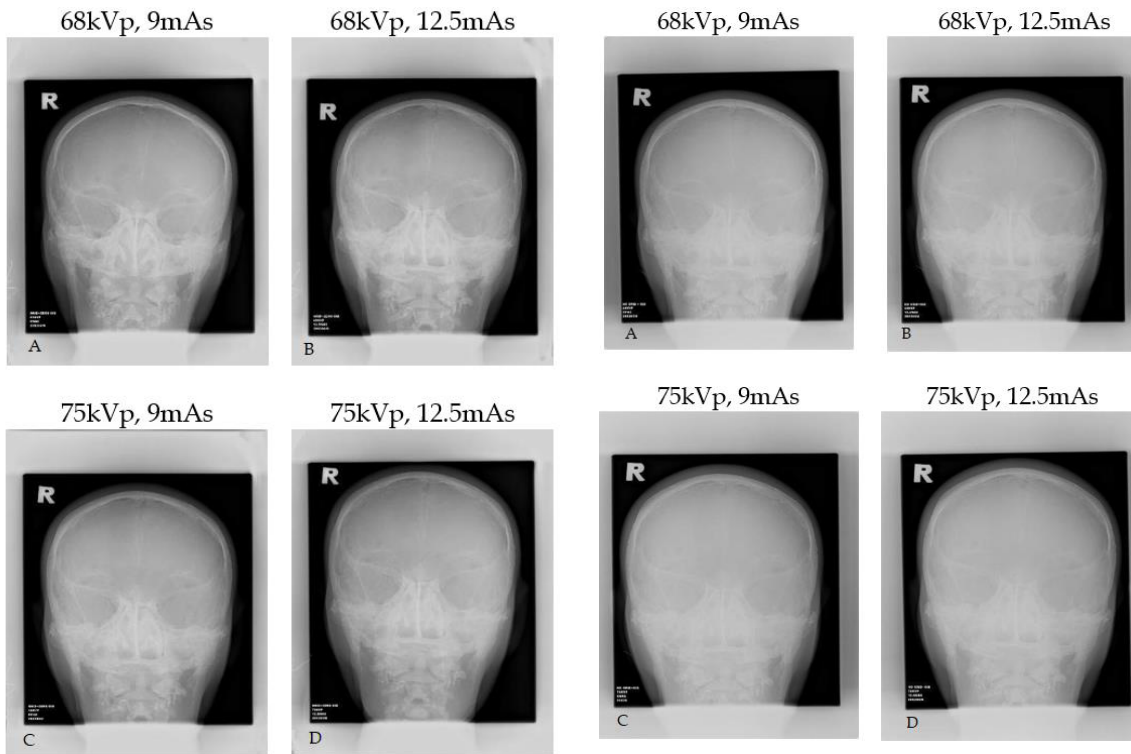 68kVp, 9mAs
68kVp, 12.5mAs
68kVp, 9mAs
68kVp, 12.5mAs
R
R
R
R
A
B
A
B
75kVp, 9mAs
75kVp, 12.5mAs
75kVp, 9mAs
75kVp, 12.5mAs
R
R
R
R
C
D
C
D